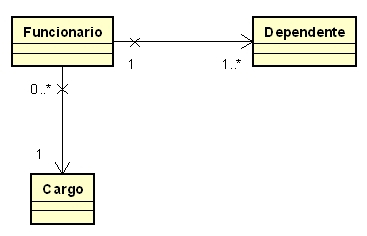 Funcionario
Dependente
1
1..*
0..*
1
Cargo